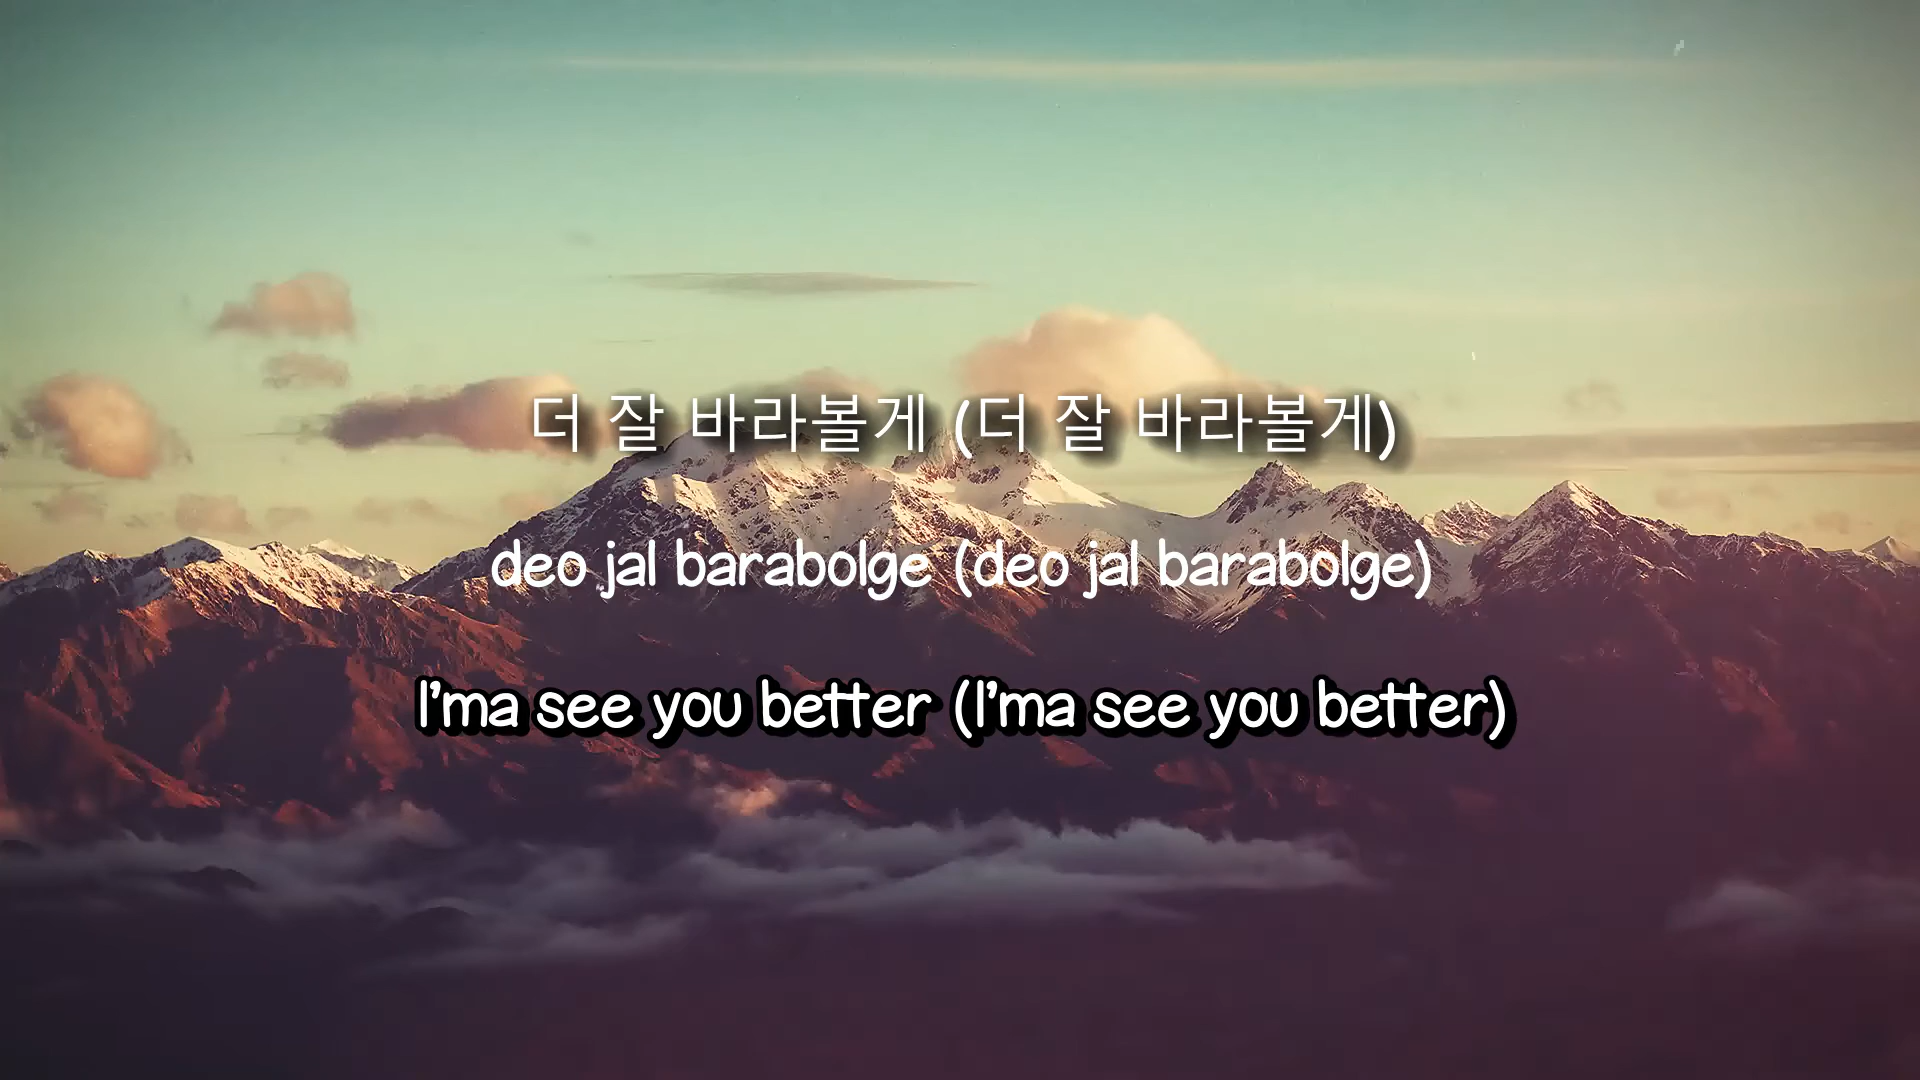 더 잘 바라볼게 (더 잘 바라볼게)
deo jal barabolge (deo jal barabolge)
I'ma see you better (I'ma see you better)